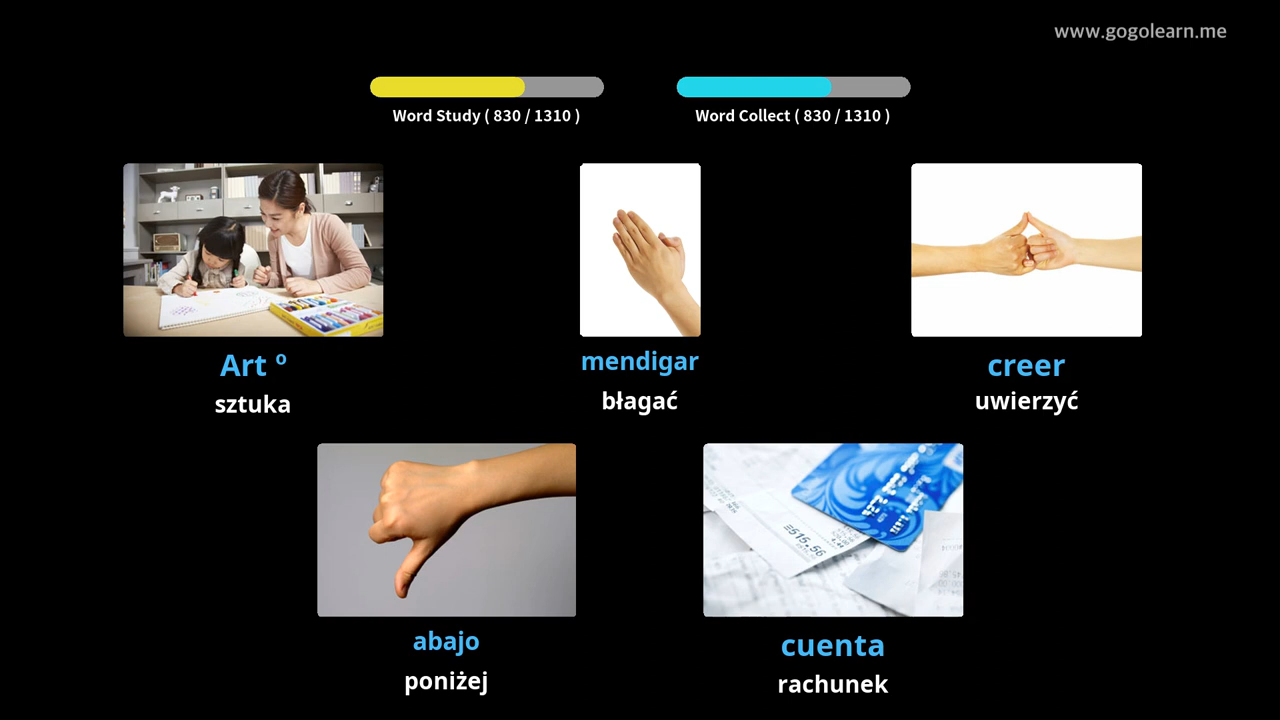 www.gogolearn.me
Word Study ( 830 / 1310 )
Word Collect ( 830 / 1310 )
Art º
sztuka
mendigar
błagać
creer
uwierzyć
abajo
poniżej
cuenta
rachunek